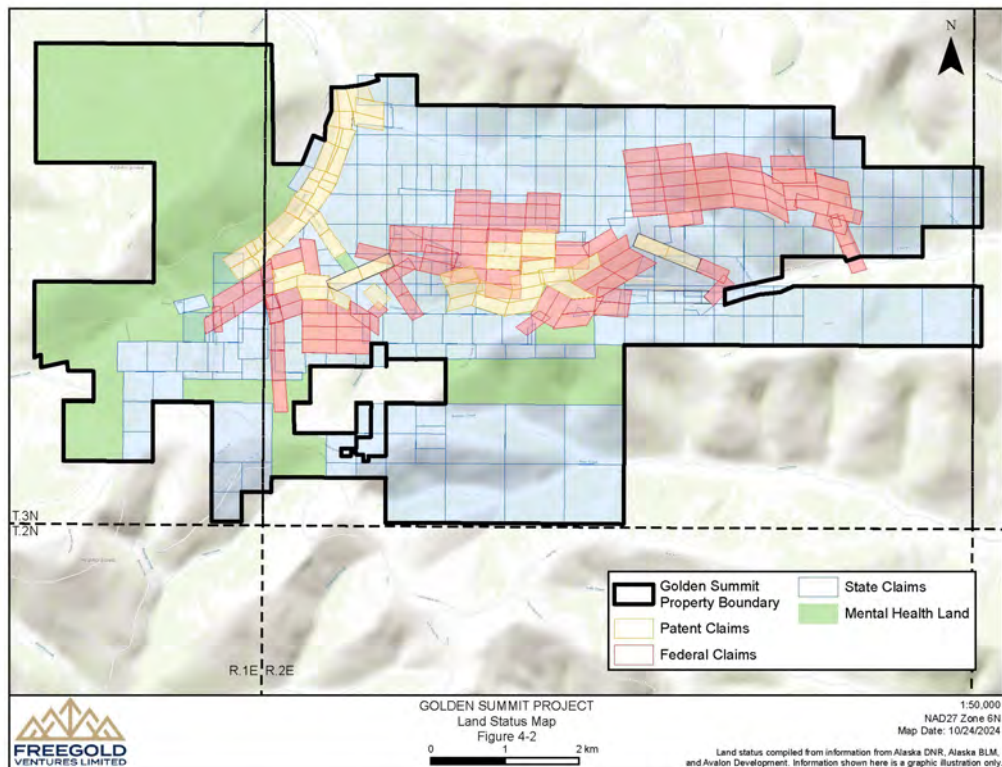 N
T.3N
T.2N
R.1E
R.2E
Golden Summit
Property Boundary
Patent Claims
Federal Claims
State Claims
Mental Health Land
FREEGOLD
VENTURES LIMITED
GOLDEN SUMMIT PROJECT
Land Status Map
Figure 4-2
0 1 2 km
1:50,000
NAD27 Zone 6N
Map Date: 10/24/2024
Land status compiled from information from Alaska DNR, Alaska BLM,
and Avalon Development. Information shown here is a graphic illustration only.